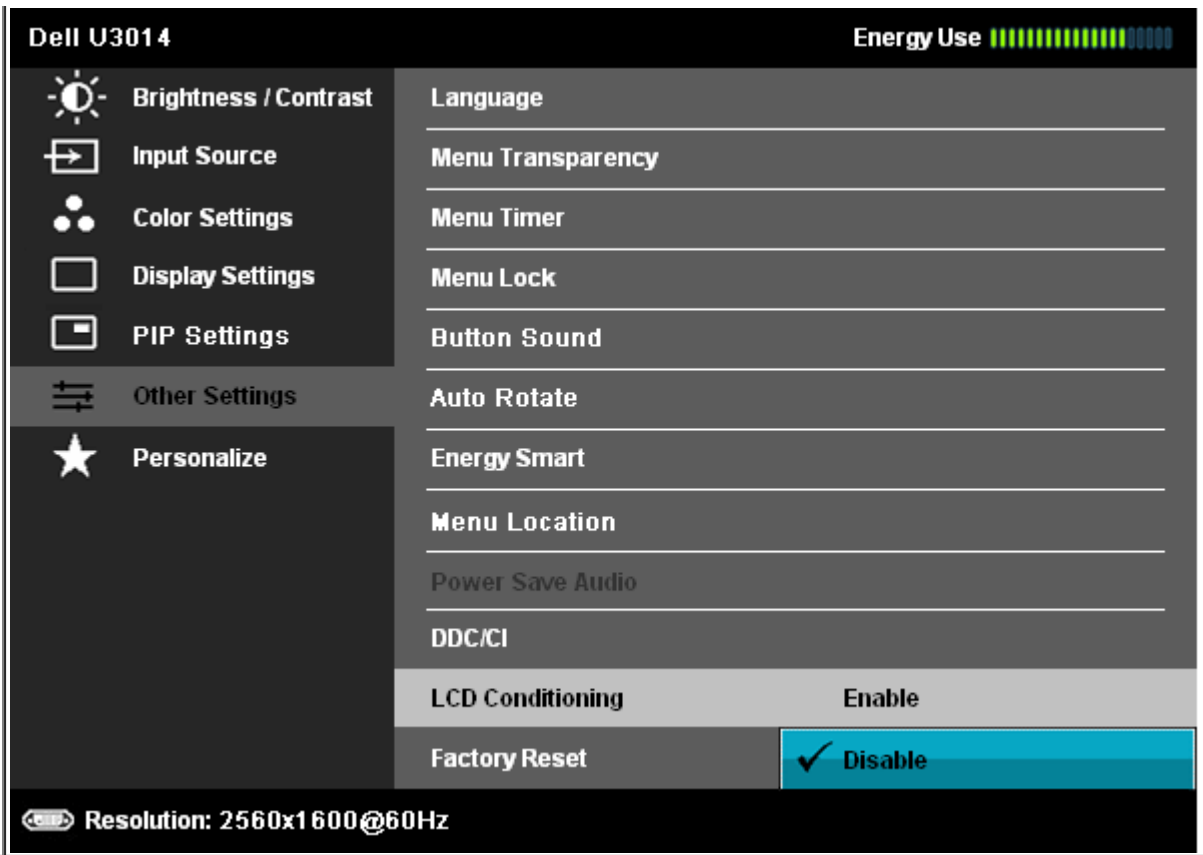 Dell U3014 Energy Use
Brightness / Contrast Language
Input Source Menu Transparency
Color Settings Menu Timer
Display Settings Menu Lock
PIP Settings Button Sound
Other Settings Auto Rotate
Personalize Energy Smart
Menu Location
Power Save Audio
DDC/CI
LCD Conditioning Enable
Factory Reset Disable
Resolution: 2560x1600@60Hz